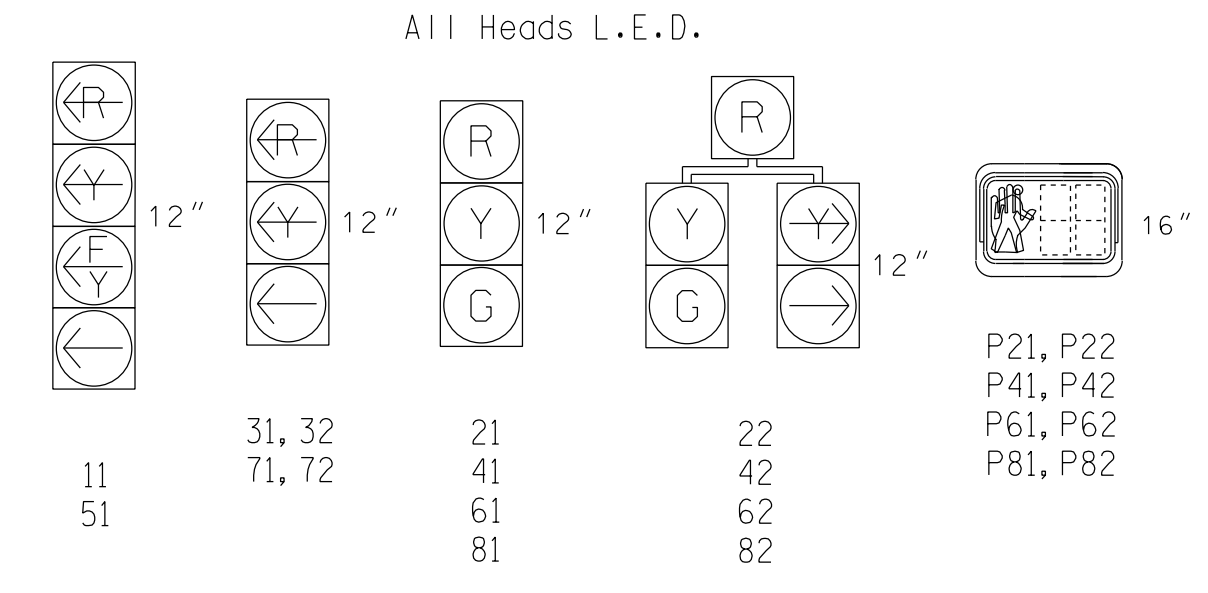 All Heads L.E.D.
R
Y
F
Y
12"
11
51
R
Y
12"
31, 32
71, 72
R
Y
G
12"
21
41
61
81
R
Y
G
Y
12"
22
42
62
82
16"
P21, P22
P41, P42
P61, P62
P81, P82